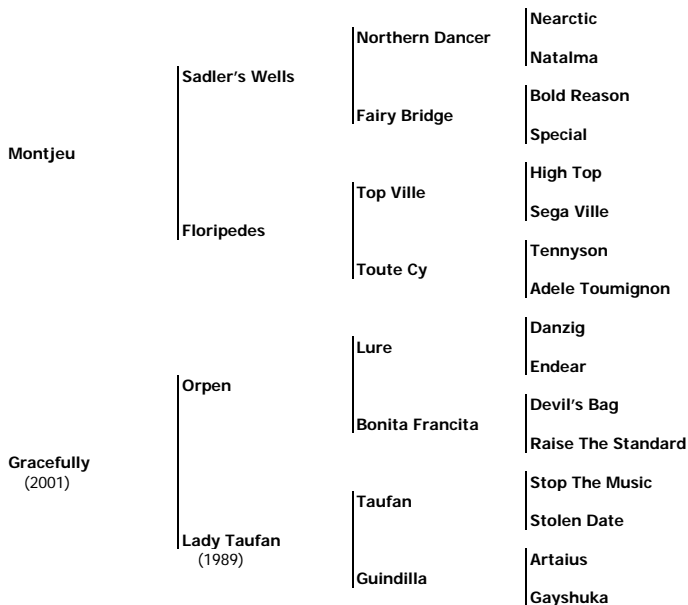 Montjeu
Sadler's Wells
Northern Dancer
Nearctic
Natalma
Fairy Bridge
Bold Reason
Special
Floripedes
Top Ville
High Top
Sega Ville
Toute Cy
Tennyson
Adele Toumignon
Gracefully
(2001)
Orpen
Lure
Danzig
Endear
Bonita Francita
Devil's Bag
Raise The Standard
Lady Taufan
(1989)
Taufan
Stop The Music
Stolen Date
Guindilla
Artaius
Gayshuka